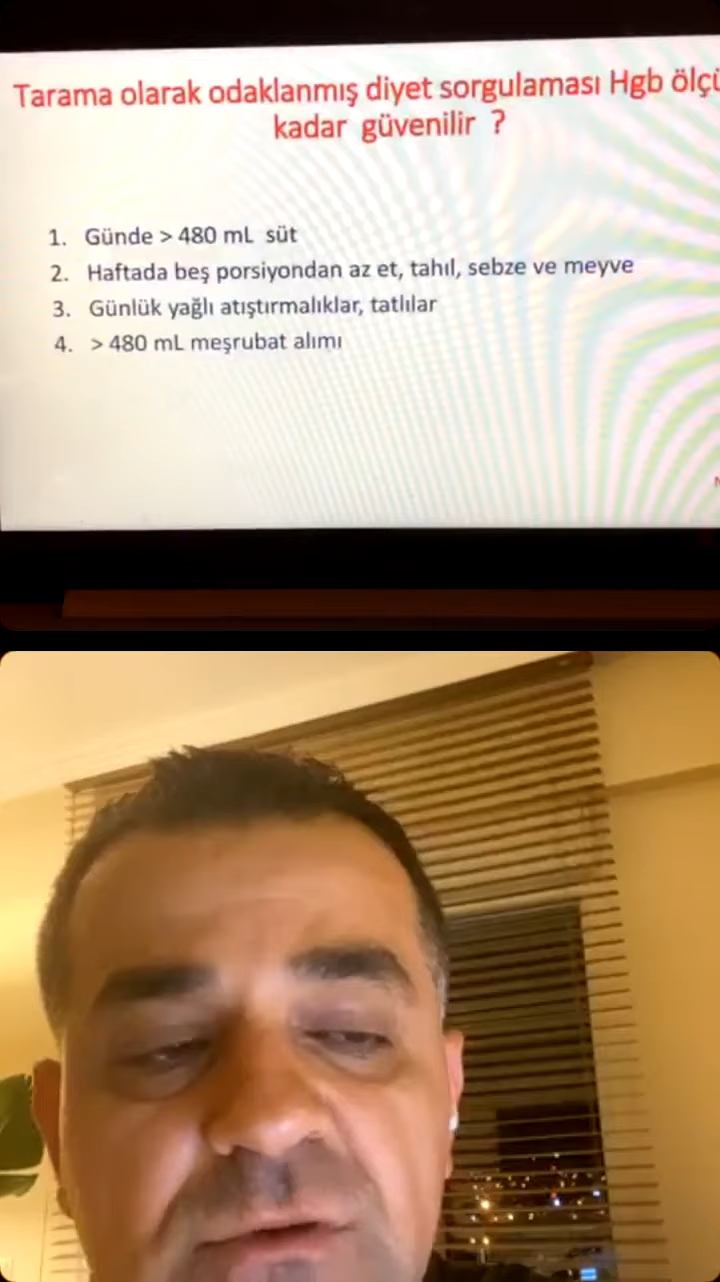 Tarama olarak odaklanmış diyet sorgulaması Hgb ölçü
kadar güvenilir ?
1. Günde > 480 mL süt
2. Haftada beş porsiyondan az et, tahıl, sebze ve meyve
3. Günlük yağlı atıştırmalıklar, tatlılar
4. > 480 mL meşrubat alımı